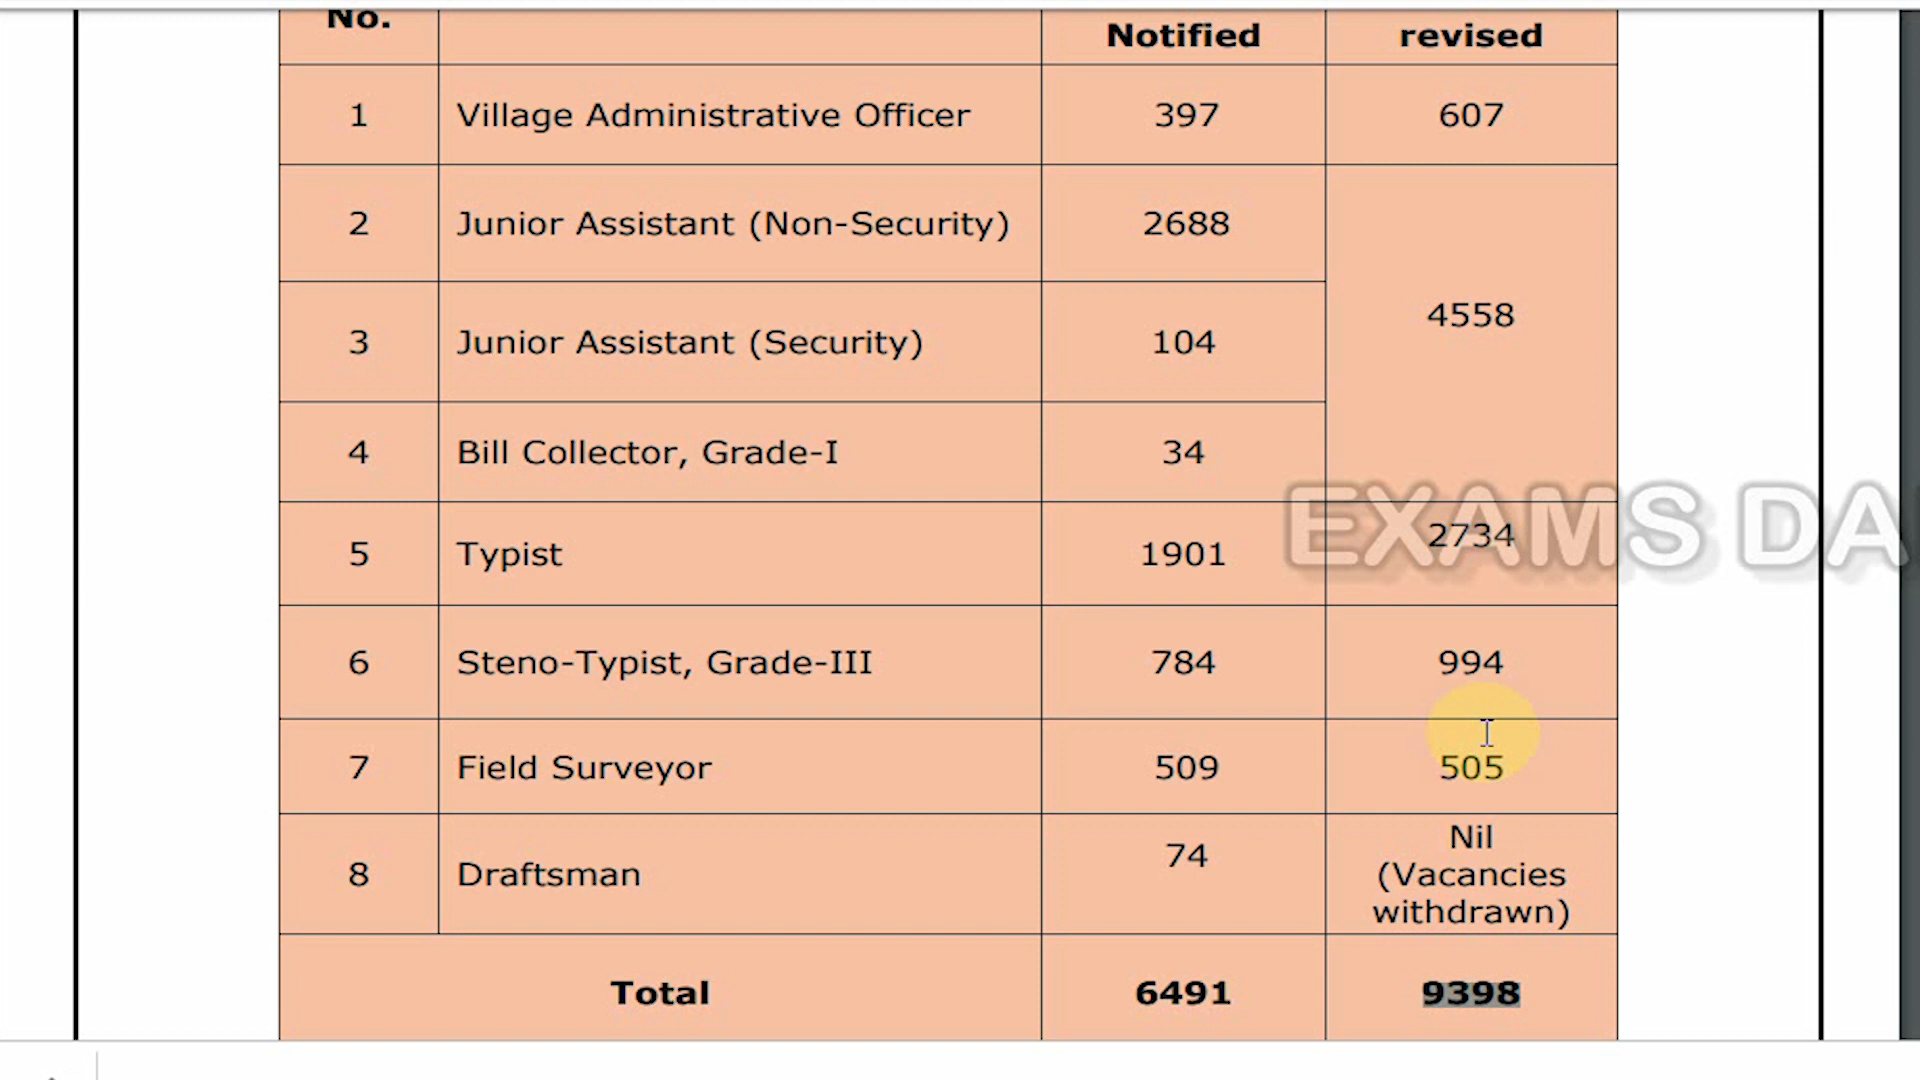 No. Notified revised
1 Village Administrative Officer 397 607
2 Junior Assistant (Non-Security) 2688
4558
3 Junior Assistant (Security) 104
4 Bill Collector, Grade-I 34
5 Typist 1901 2734
EXAMS DA
6 Steno-Typist, Grade-III 784 994
7 Field Surveyor 509 505
8 Draftsman 74 Nil
(Vacancies
withdrawn)
Total 6491 9398